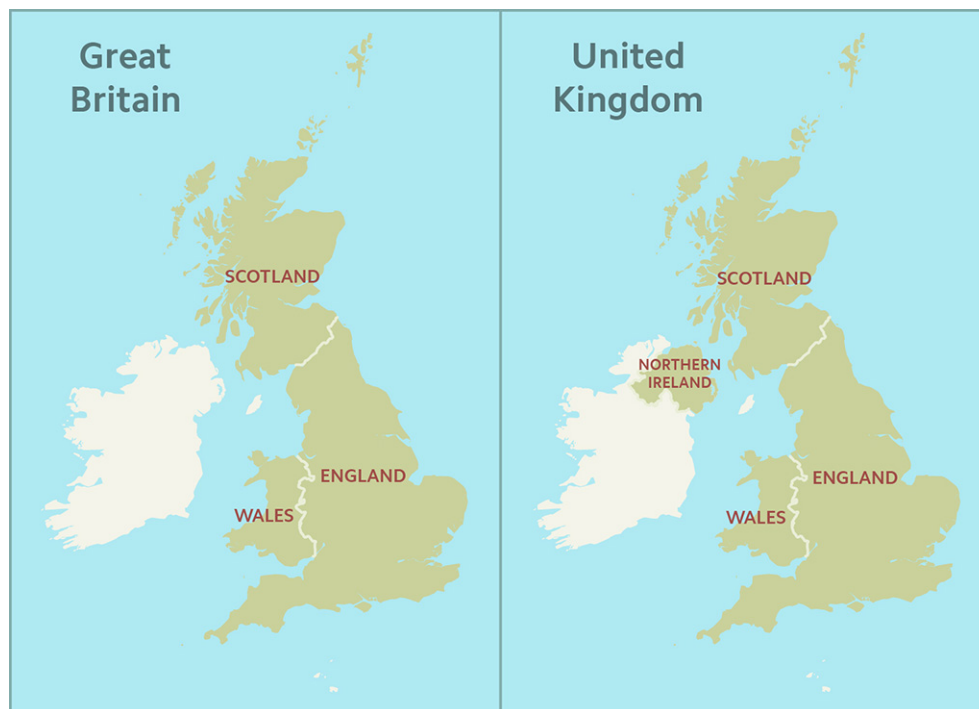 Great
Britain
SCOTLAND
ENGLAND
WALES
United
Kingdom
SCOTLAND
NORTHERN
IRELAND
ENGLAND
WALES